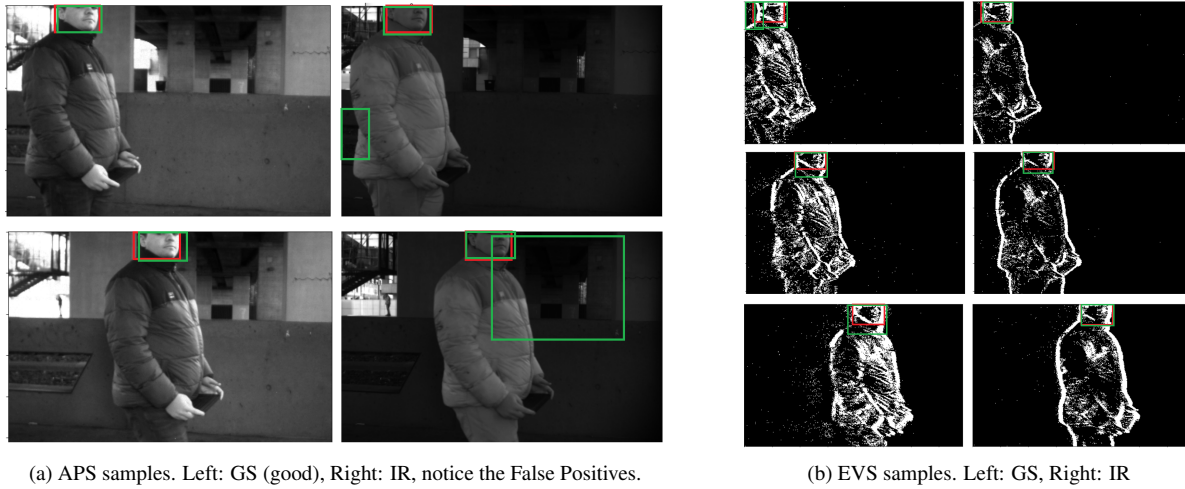 (a) APS samples. Left: GS (good), Right: IR, notice the False Positives.
(b) EVS samples. Left: GS, Right: IR